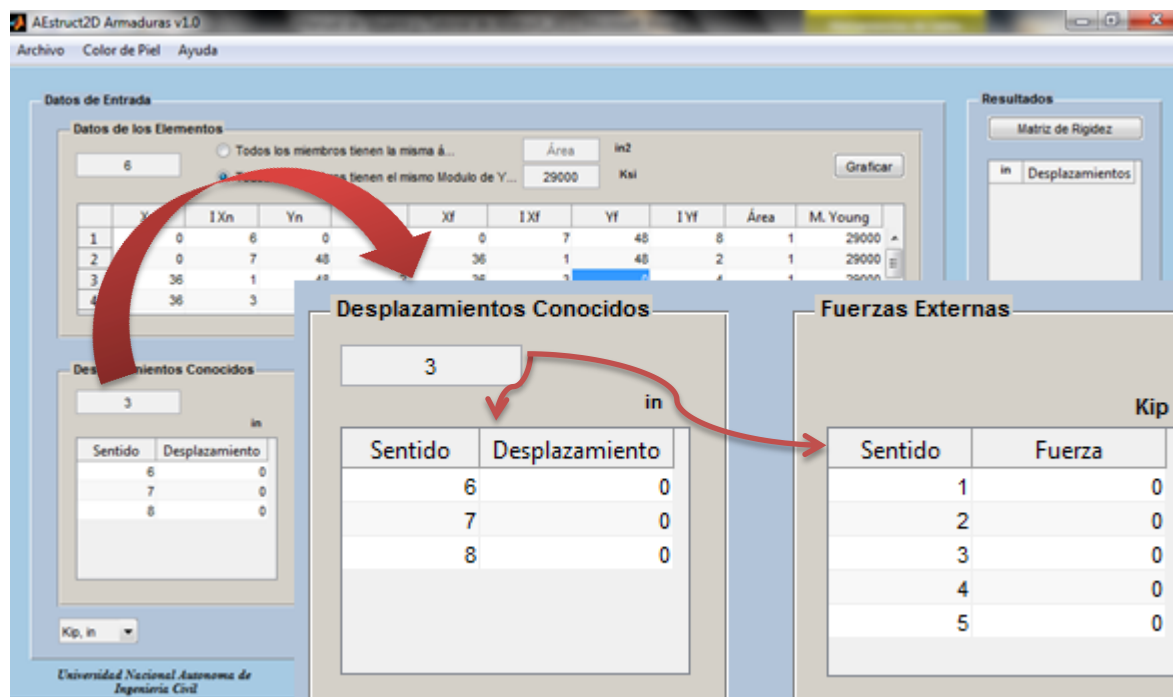 AEstruct2D Armaduras v1.0
Archivo Color de Piel Ayuda
Datos de Entrada
Datos de los Elementos
6
Todos los miembros tienen la misma á...
Área
in2
tienen el mismo Modulo de Y...
29000
Ksi
Graficar
I Xn Yn Xf I Xf Yf I Yf Área M. Young
1 0 6 0 0 7 48 8 1 29000
2 0 7 48 36 1 48 2 1 29000
3 36 1 48 36 3 4 1 29000
36 3
Resultados
Matriz de Rigidez
in Desplazamientos
Conocidos
3
in
Sentido Desplazamiento
6 0
7 0
8 0
Kip, in
Universidad Nacional Autonoma de
Ingenieria Civil
Desplazamientos Conocidos
3
in
Sentido Desplazamiento
6 0
7 0
8 0
Fuerzas Externas
Kip
Sentido Fuerza
1 0
2 0
3 0
4 0
5 0